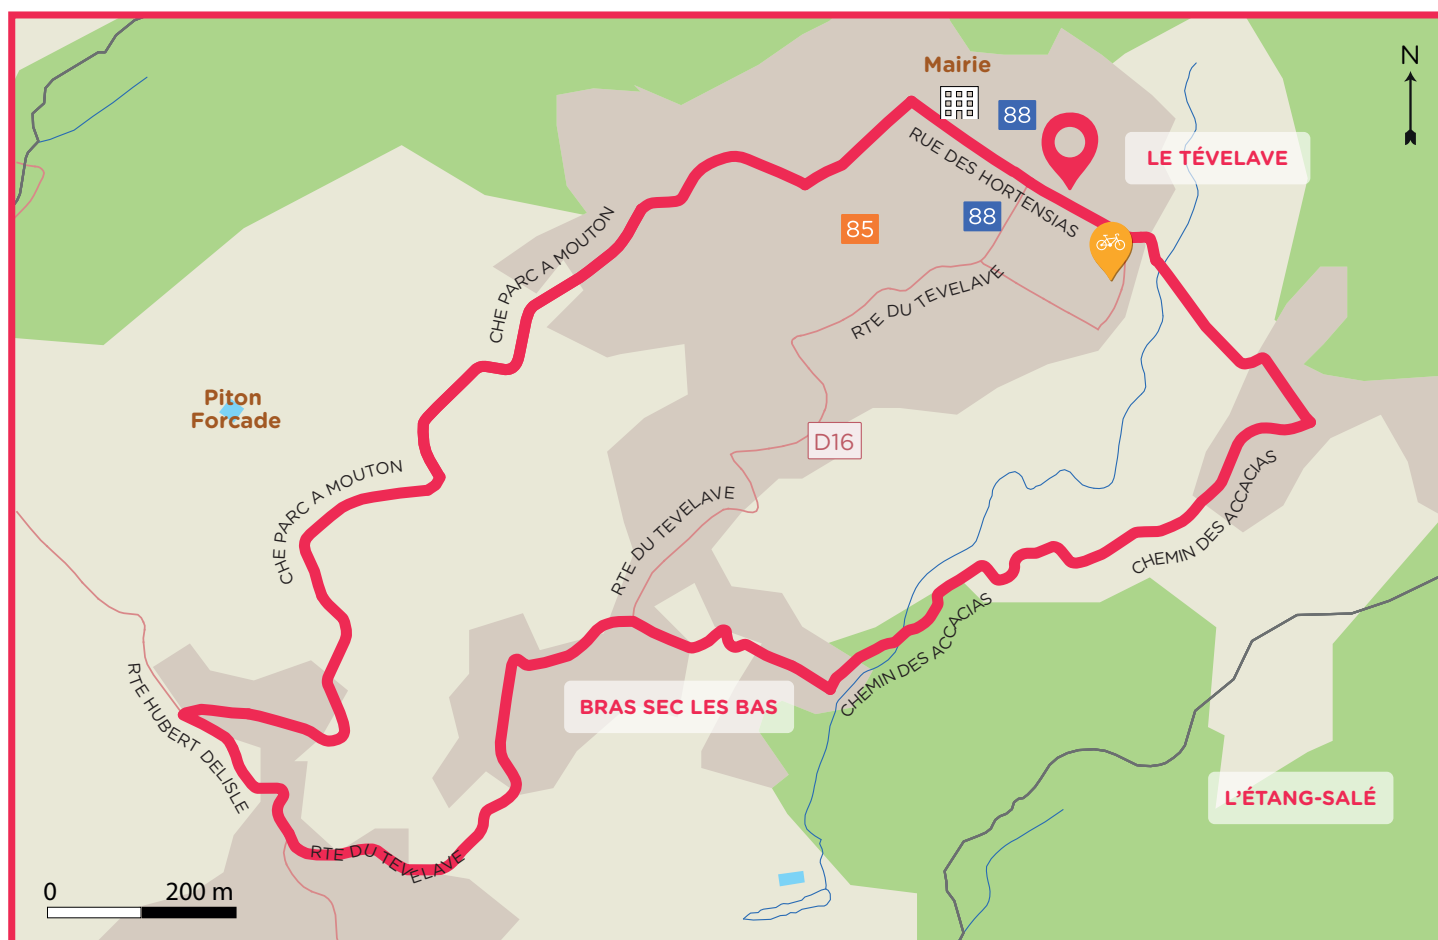 N
Mairie
88
LE TÉVELAVE
RUE DES HORTENSIAS
88
85
CHE PARC A MOUTON
RTE DU TEVELAVE
Piton
Forcade
D16
CHE PARC A MOUTON
RTE DU TEVELAVE
CHEMIN DES ACCACIAS
CHEMIN DES ACCACIAS
BRAS SEC LES BAS
RTE HUBERT DELISLE
L'ÉTANG-SALÉ
RTE DU TEVELAVE
0 200 m